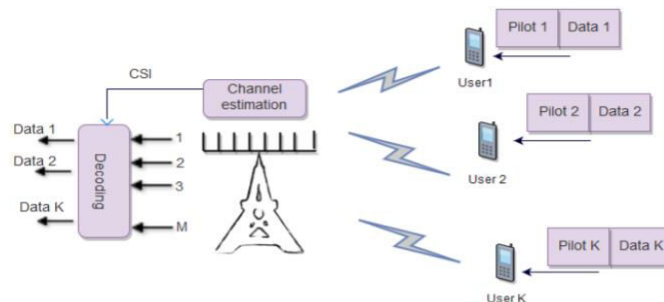 Pilot 1 Data 1
CSI
Channel
estimation
User1
Pilot 2 Data 2
Data 1
1
Data 2
2
Decoding
3
User 2
Data K
M
Pilot K Data K
User K